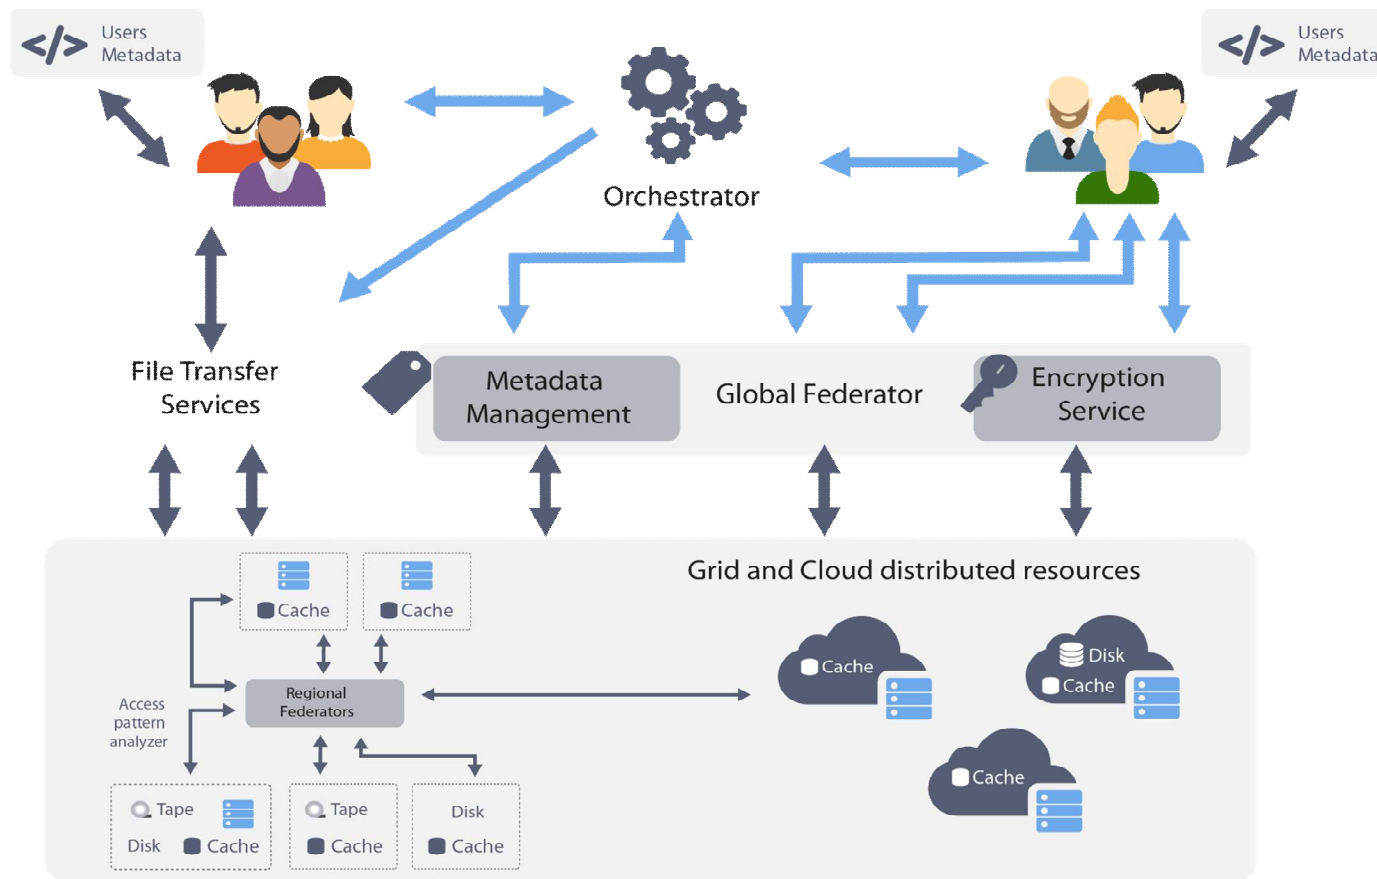 Users
Metadata
Users
Metadata
Orchestrator
File Transfer
Services
Metadata
Management
Global Federator
Encryption
Service
Grid and Cloud distributed resources
Cache
Cache
Regional
Federators
Access
pattern
analyzer
Cache
Disk
Cache
Cache
Tape
Disk
Cache
Tape
Cache
Disk
Cache